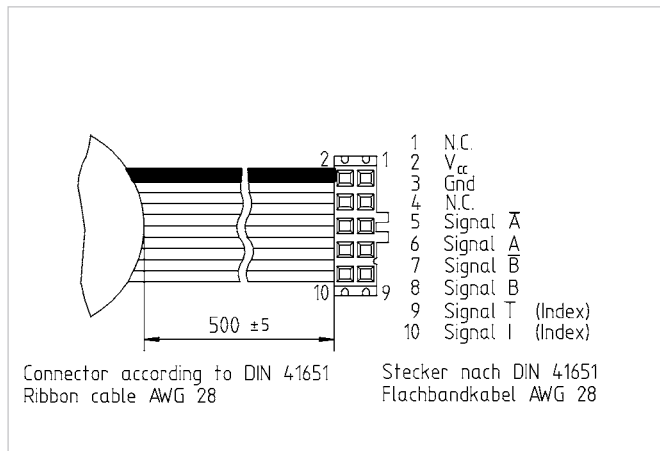 2 1
10 9
500 ±5
1 N.C.
2 Vcc
3 Gnd
4 N.C.
5 Signal A̅
6 Signal A
7 Signal B̅
8 Signal B
9 Signal I̅ (Index)
10 Signal I (Index)
Connector according to DIN 41651
Ribbon cable AWG 28
Stecker nach DIN 41651
Flachbandkabel AWG 28